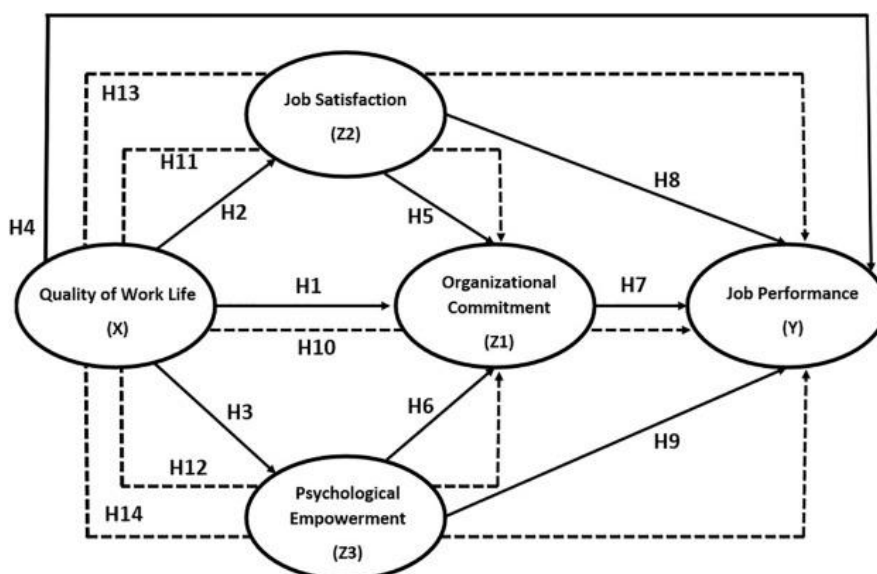 H13
Job Satisfaction
(Z2)
H11
H8
H2
H5
H4
Quality of Work Life
(X)
H1
Organizational
Commitment
(Z1)
H7
Job Performance
(Y)
H10
H3
H6
H9
H12
Psychological
Empowerment
(Z3)
H14